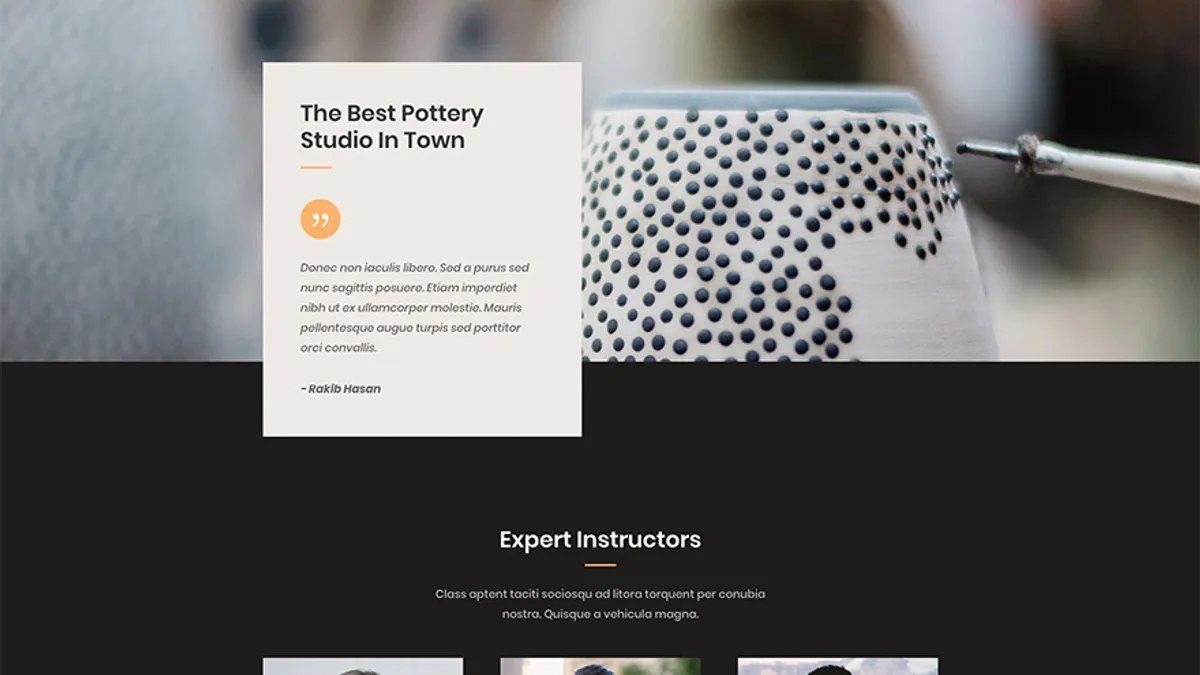 The Best Pottery
Studio In Town
”
Donec non iaculis libero. Sed a purus sed
nunc sagittis posuere. Etiam imperdiet
nibh ut ex ullamcorper molestie. Mauris
pellentesque augue turpis sed porttitor
orci convallis.
- Rakib Hasan
Expert Instructors
Class aptent taciti sociosqu ad litora torquent per conubia
nostra. Quisque a vehicula magna.